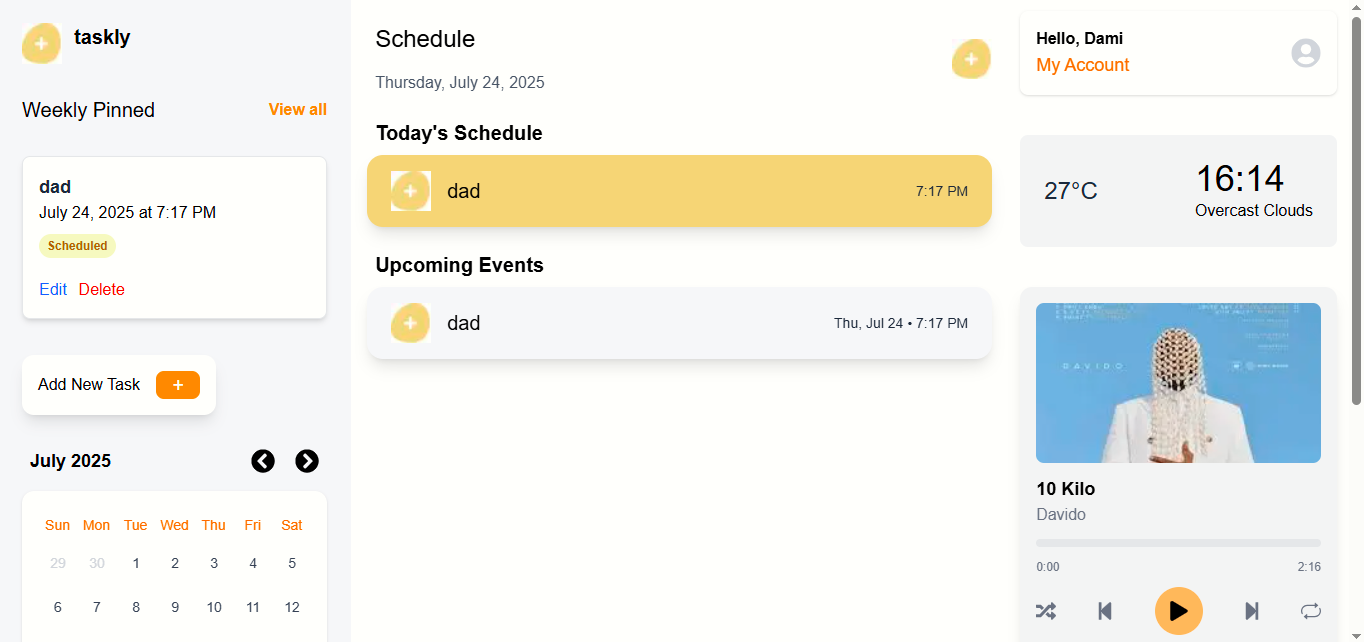 taskly
Weekly Pinned
View all
dad
July 24, 2025 at 7:17 PM
Scheduled
Edit Delete
Add New Task +
July 2025
Sun Mon Tue Wed Thu Fri Sat
29 30 1 2 3 4 5
6 7 8 9 10 11 12
Schedule
Thursday, July 24, 2025
Today's Schedule
dad 7:17 PM
Upcoming Events
dad Thu, Jul 24 • 7:17 PM
Hello, Dami
My Account
27°C
16:14
Overcast Clouds
DAVIDO
10 Kilo
Davido
0:00 2:16